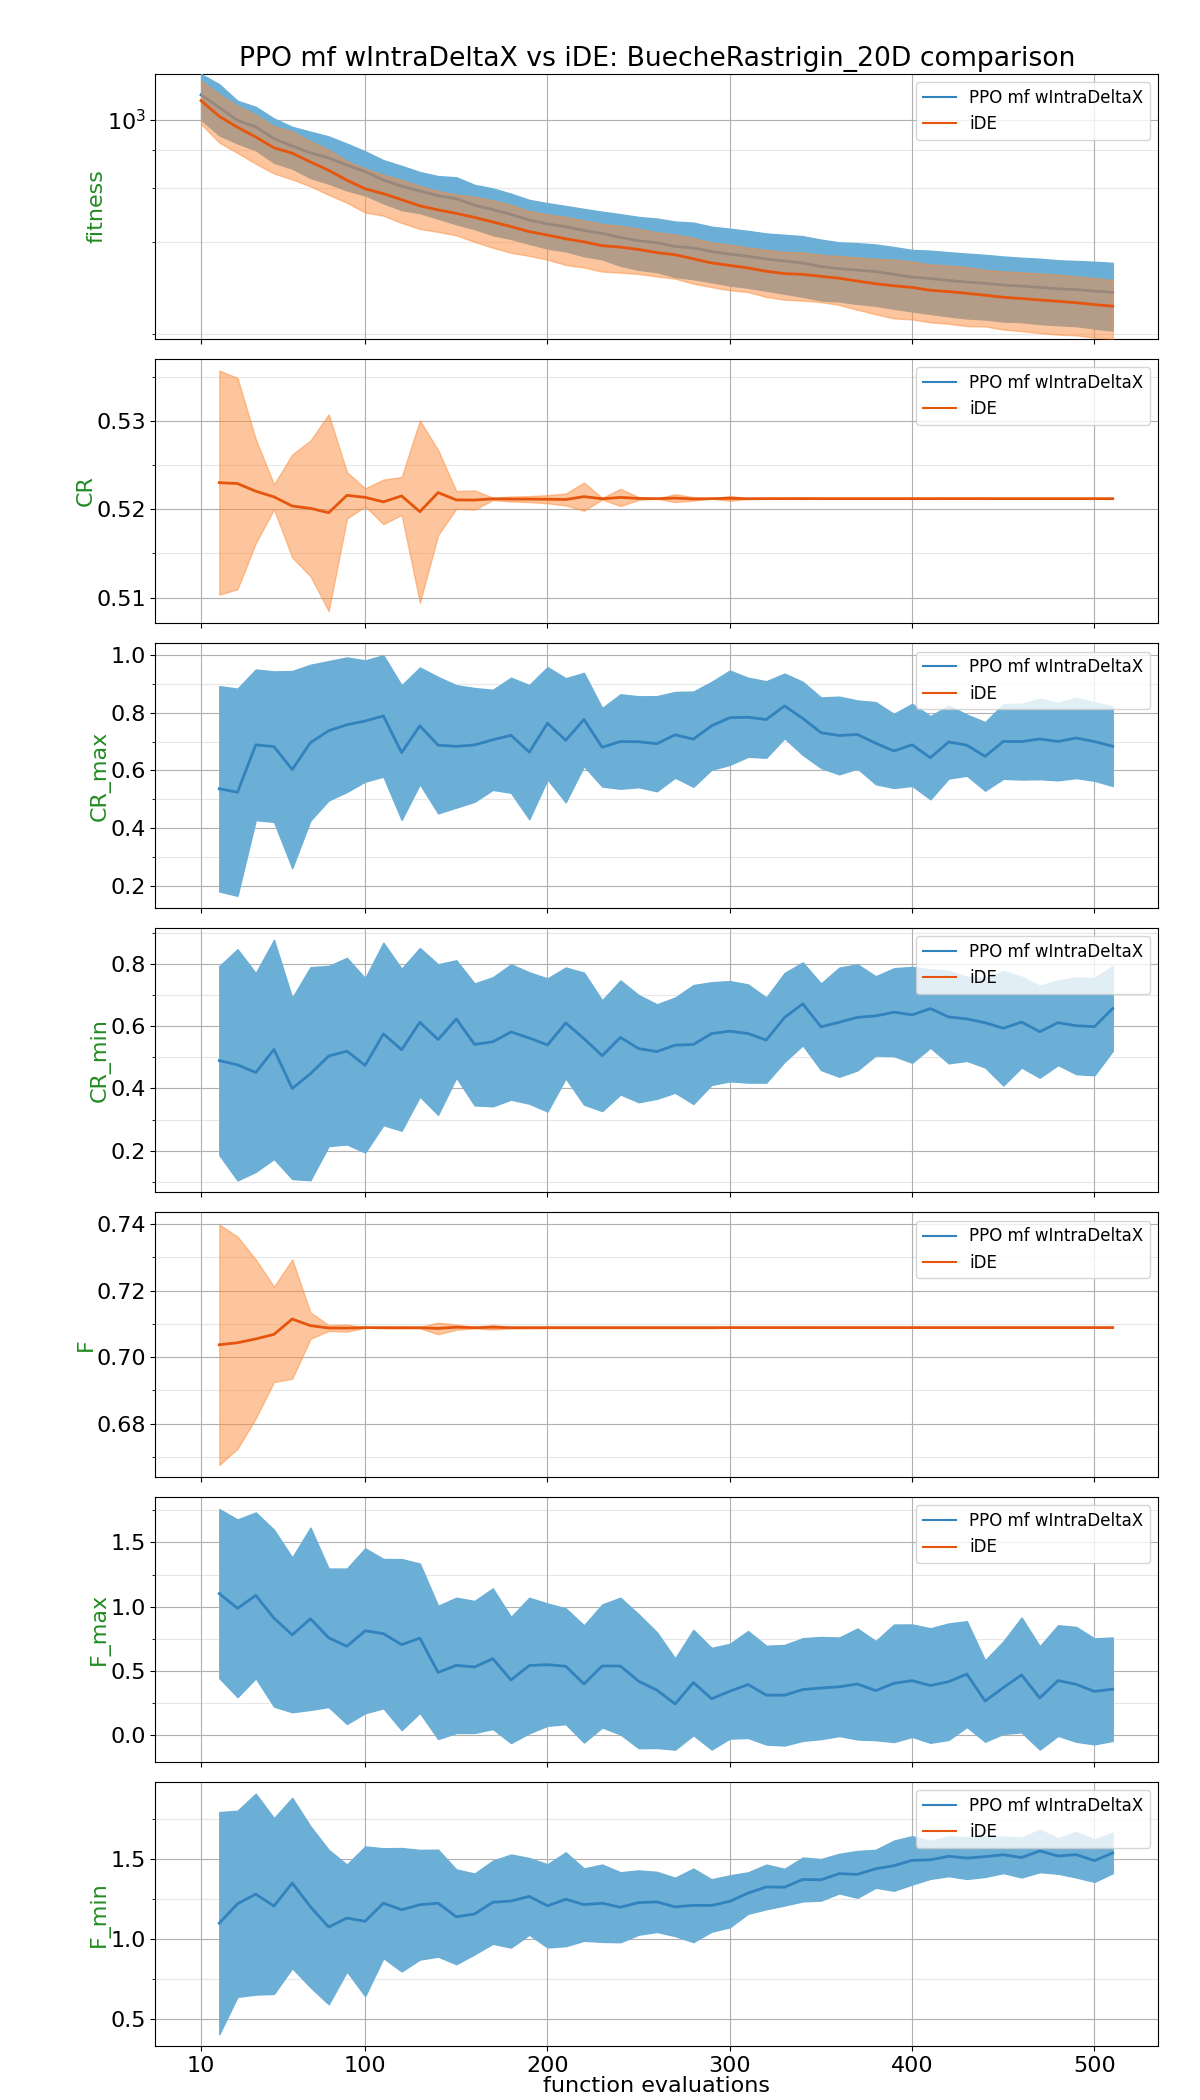 PPO mf wIntraDeltaX vs iDE: BuecheRastrigin_20D comparison
fitness
10³
PPO mf wIntraDeltaX
iDE
CR
0.53
0.52
0.51
PPO mf wIntraDeltaX
iDE
CR_max
1.0
0.8
0.6
0.4
0.2
PPO mf wIntraDeltaX
iDE
CR_min
0.8
0.6
0.4
0.2
PPO mf wIntraDeltaX
iDE
F
0.74
0.72
0.70
0.68
PPO mf wIntraDeltaX
iDE
F_max
1.5
1.0
0.5
0.0
PPO mf wIntraDeltaX
iDE
F_min
1.5
1.0
0.5
PPO mf wIntraDeltaX
iDE
10 100 200 300 400 500
function evaluations